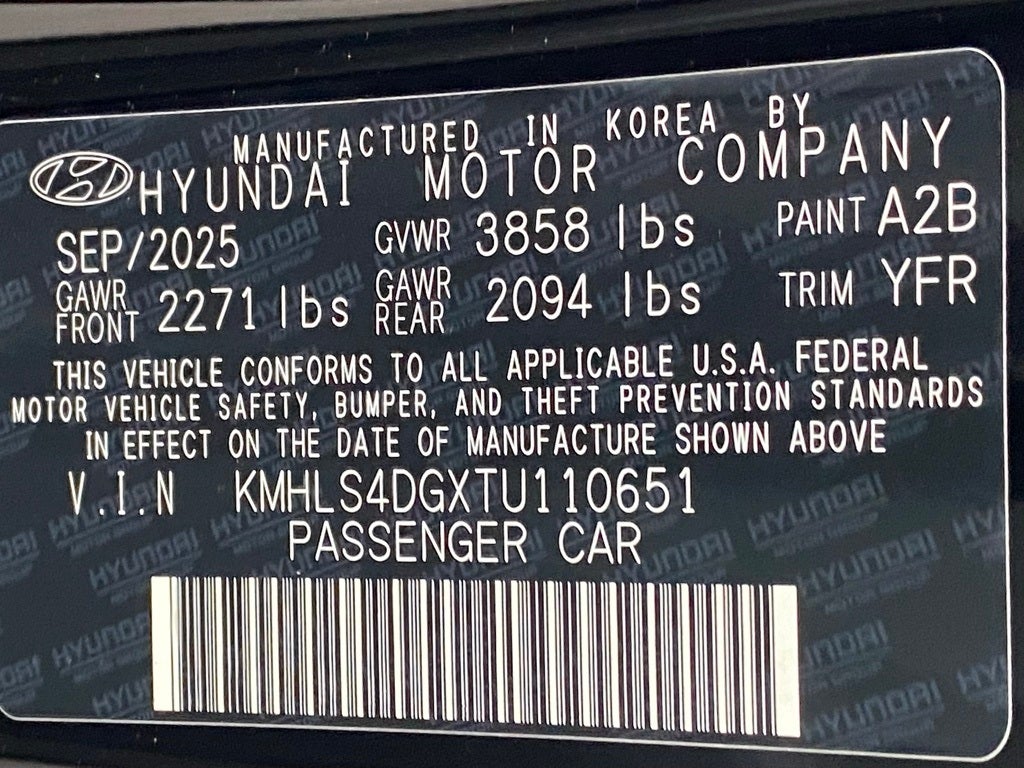 MANUFACTURED IN KOREA BY
HYUNDAI MOTOR COMPANY
SEP/2025 GVWR 3858 lbs PAINT A2B
GAWR FRONT 2271 lbs GAWR REAR 2094 lbs TRIM YFR
THIS VEHICLE CONFORMS TO ALL APPLICABLE U.S.A. FEDERAL
MOTOR VEHICLE SAFETY, BUMPER, AND THEFT PREVENTION STANDARDS
IN EFFECT ON THE DATE OF MANUFACTURE SHOWN ABOVE
V.I.N KMHLS4DGXTU110651
PASSENGER CAR